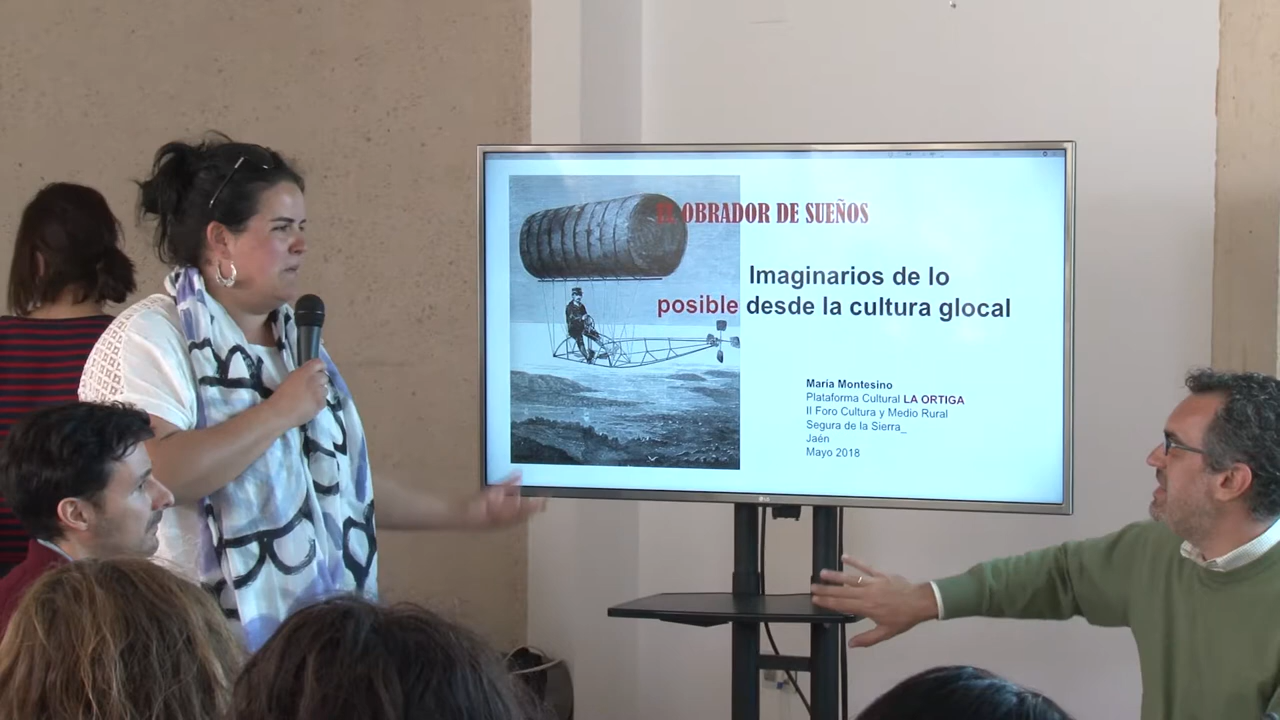 EL OBRADOR DE SUEÑOS
Imaginarios de lo
posible desde la cultura glocal
María Montesino
Plataforma Cultural LA ORTIGA
II Foro Cultura y Medio Rural
Segura de la Sierra_
Jaén
Mayo 2018
LG